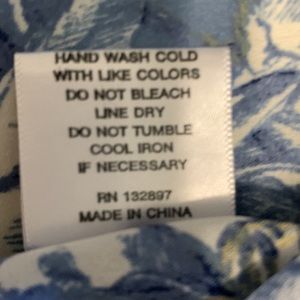 HAND WASH COLD
WITH LIKE COLORS
DO NOT BLEACH
LINE DRY
DO NOT TUMBLE
COOL IRON
IF NECESSARY
RN 132897
MADE IN CHINA